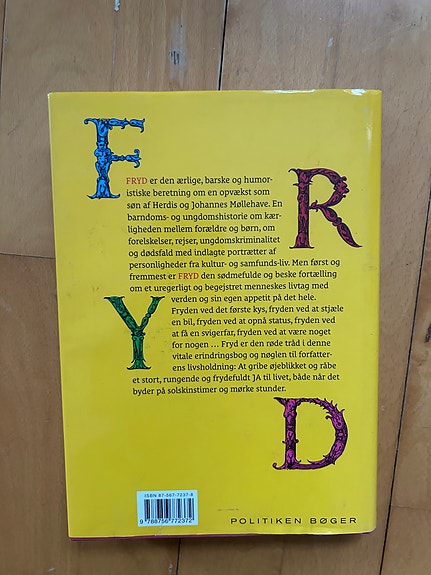 F
R
Y
D
FRYD er den ærlige, barske og humor-
istiske beretning om en opvækst som
søn af Herdis og Johannes Møllehave. En
barndoms- og ungdomshistorie om kær-
ligheden mellem forældre og børn, om
forelskelser, rejser, ungdomskriminalitet
og dødsfald med indlagte portrætter af
personligheder fra kultur- og samfunds-liv. Men først og
fremmest er FRYD den sødmefulde og beske fortælling
om et uregerligt og begejstret menneskes livtag med
verden og sin egen appetit på det hele.
Fryden ved det første kys, fryden ved at stjæle
en bil, fryden ved at opnå status, fryden ved
at få en svigerfar, fryden ved at være noget
for nogen ... Fryd er den røde tråd i denne
vitale erindringsbog og nøglen til forfatter-
ens livsholdning: At gribe øjeblikket og råbe
et stort, rungende og frydefuldt JA til livet, både når det
byder på solskinstimer og mørke stunder.
ISBN 87-567-7237-8
9 788756 772372
POLITIKEN BØGER